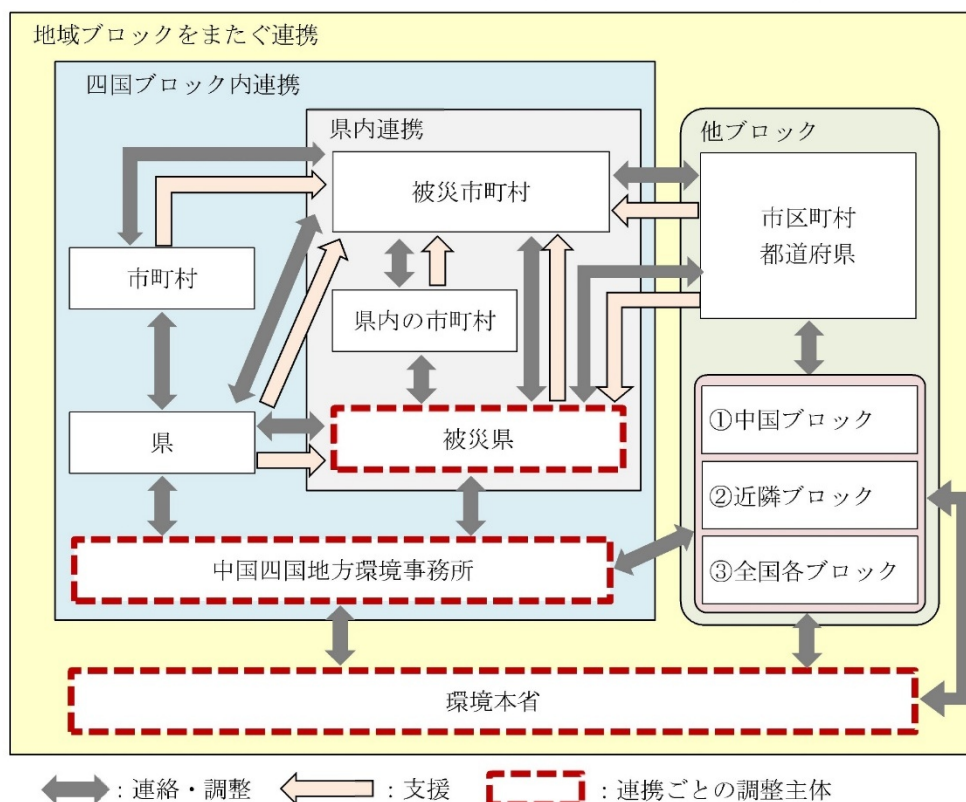 地域ブロックをまたぐ連携
四国ブロック内連携
県内連携
他ブロック
被災市町村
市区町村
都道府県
市町村
県内の市町村
県
被災県
①中国ブロック
②近隣ブロック
③全国各ブロック
中国四国地方環境事務所
環境本省
:連絡・調整
:支援
:連携ごとの調整主体